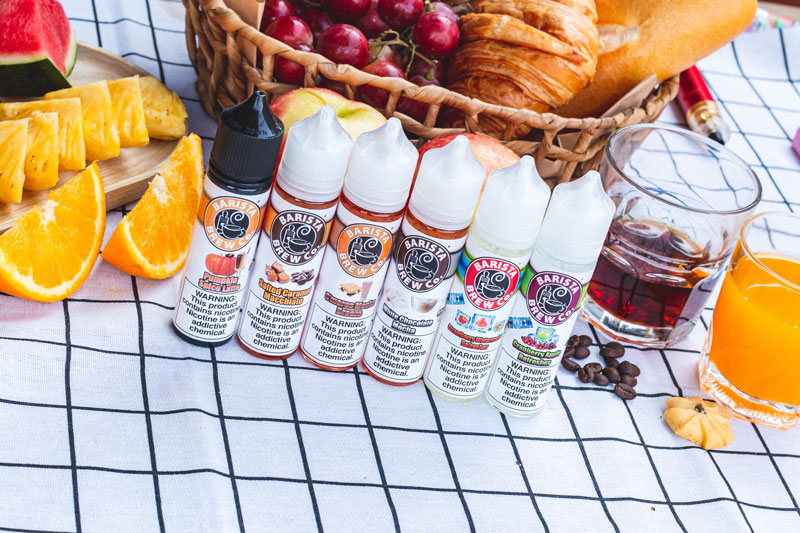 BARISTA
BREW CO.
Pumpkin
Spice Latte
WARNING:
This product
contains nicotine.
Nicotine is an
addictive
chemical.
BARISTA
BREW CO.
Salted Caramel
Macchiato
WARNING:
This product
contains nicotine.
Nicotine is an
addictive
chemical.
BARISTA
BREW CO.
WARNING:
This product
contains nicotine.
Nicotine is an
addictive
chemical.
BARISTA
BREW CO.
White Chocolate
Mocha
WARNING:
This product
contains nicotine.
Nicotine is an
addictive
chemical.
BARISTA
BREW CO.
Refresher
WARNING:
This product
contains nicotine.
Nicotine is an
addictive
chemical.
BARISTA
BREW CO.
Cranberry Apple
Refresher
WARNING:
This product
contains nicotine.
Nicotine is an
addictive
chemical.